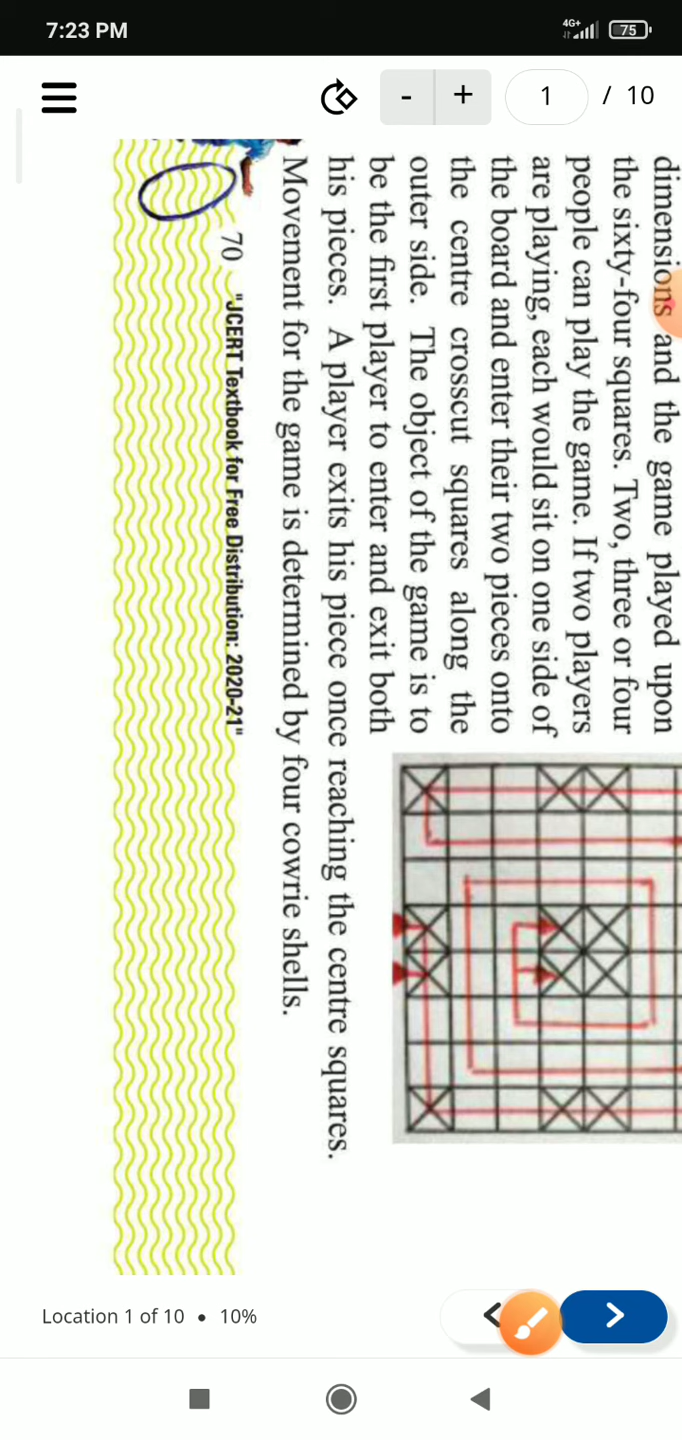 7:23 PM
4G+
75
- +
1 / 10
dimensions and the game played upon
the sixty-four squares. Two, three or four
people can play the game. If two players
are playing, each would sit on one side of
the board and enter their two pieces onto
the centre crosscut squares along the
outer side. The object of the game is to
be the first player to enter and exit both
his pieces. A player exits his piece once reaching the centre squares.
Movement for the game is determined by four cowrie shells.
70 "JCERT Textbook for Free Distribution: 2020-21"
Location 1 of 10 • 10%